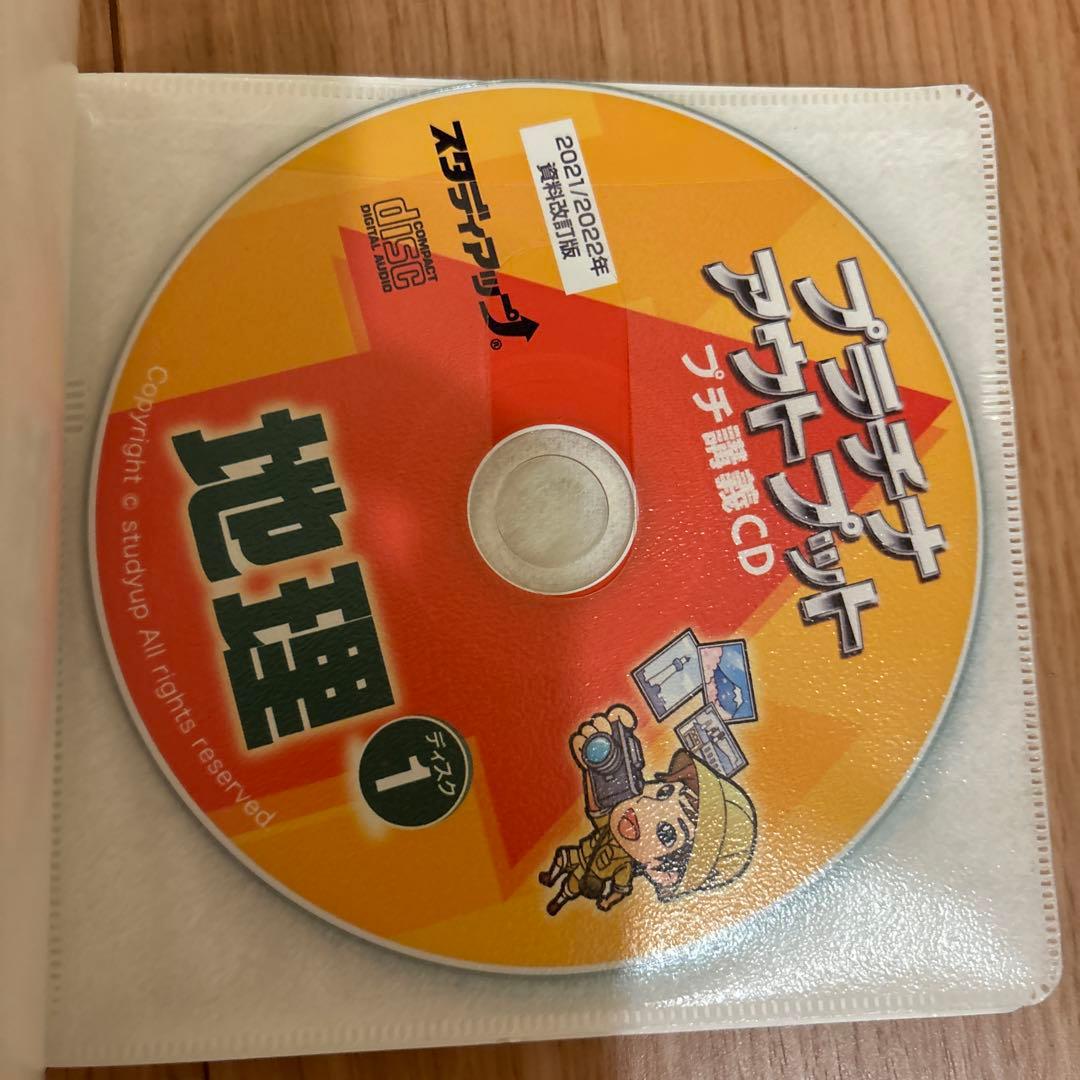 プラチナ
アウトプット
プチ講義CD
2021/2022年
資料改訂版
スタディアップ®
COMPACT
disc
DIGITAL AUDIO
地理
ディスク
1
Copyright © studyup All rights reserved.